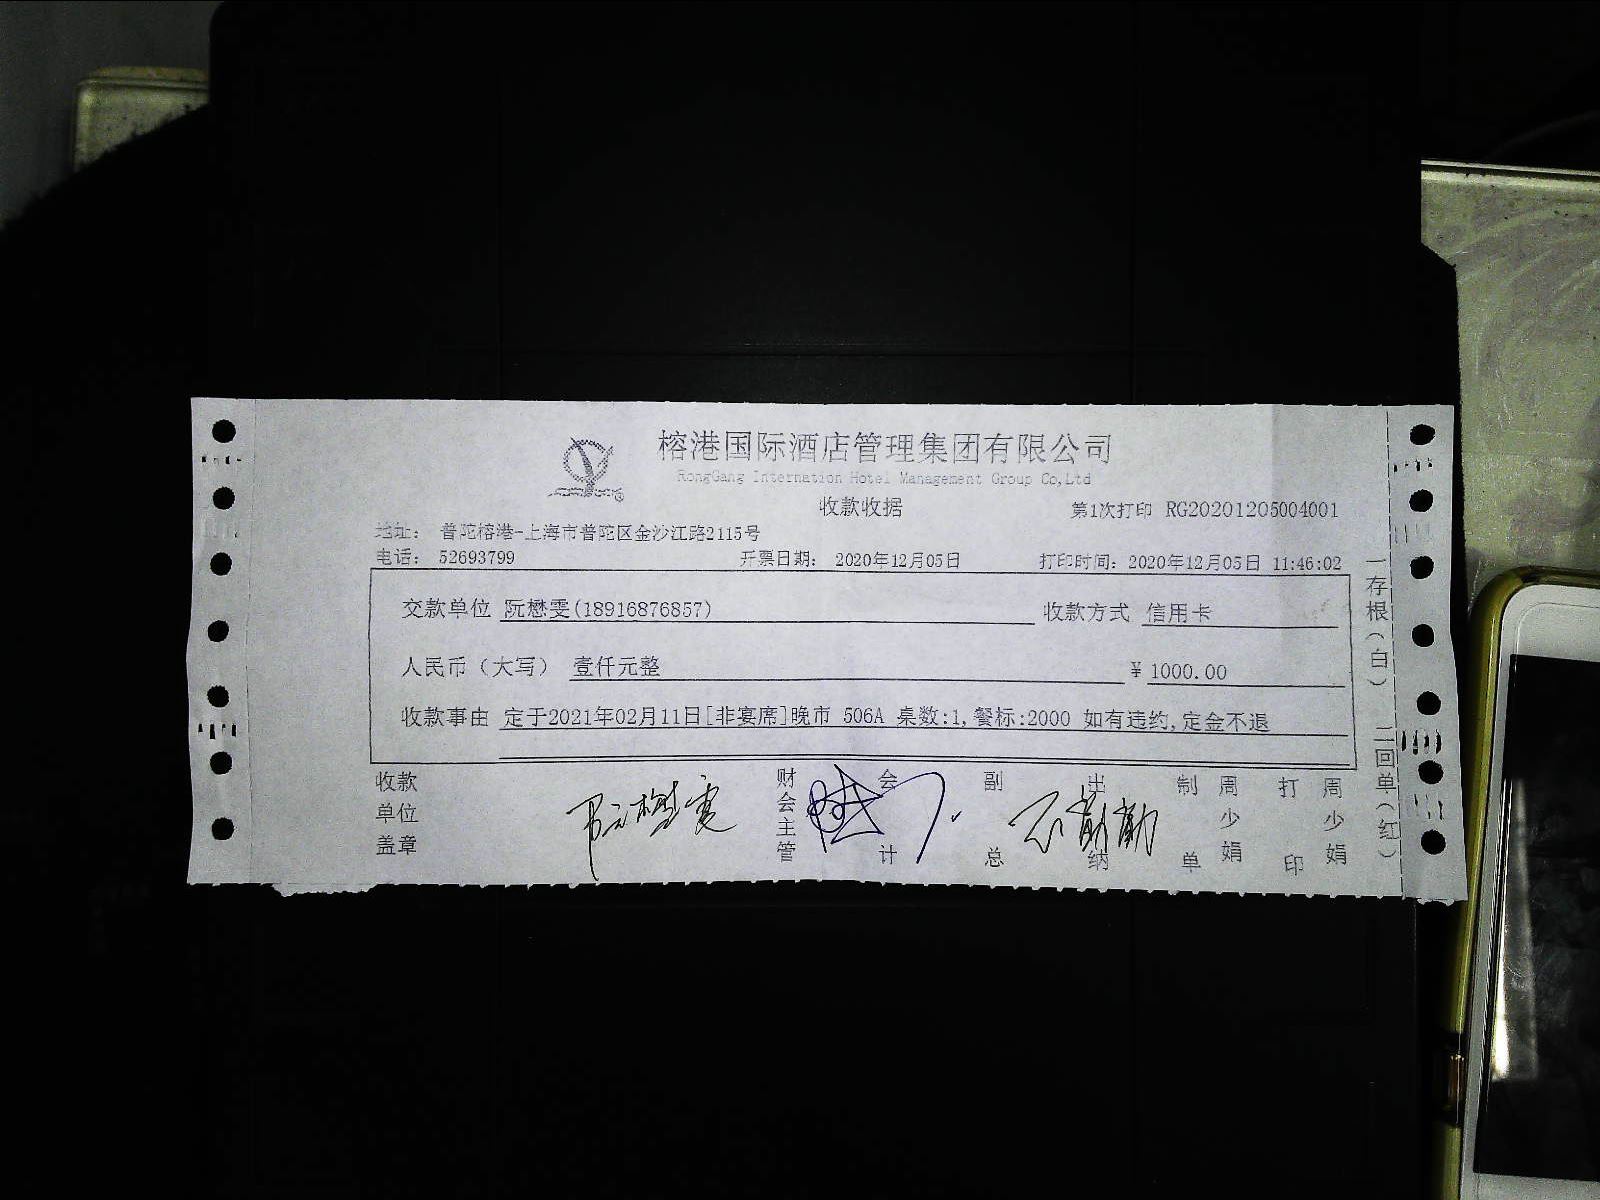 榕港国际酒店管理集团有限公司
RongGang Internation Hotel Management Group Co,Ltd
收款收据
第1次打印 RG20201205004001
地址: 普陀榕港-上海市普陀区金沙江路2115号
电话: 52693799 开票日期: 2020年12月05日 打印时间: 2020年12月05日 11:46:02
交款单位 阮懋雯(18916876857) 收款方式 信用卡
人民币（大写） 壹仟元整 ¥ 1000.00
收款事由 定于2021年02月11日[非宴席]晚市 506A 桌数:1,餐标:2000 如有违约,定金不退
收款单位盖章 阮懋雯 财会主管 会计 副总 出纳 制单 周少娟 打印 周少娟
一存根(白) 二回单(红)